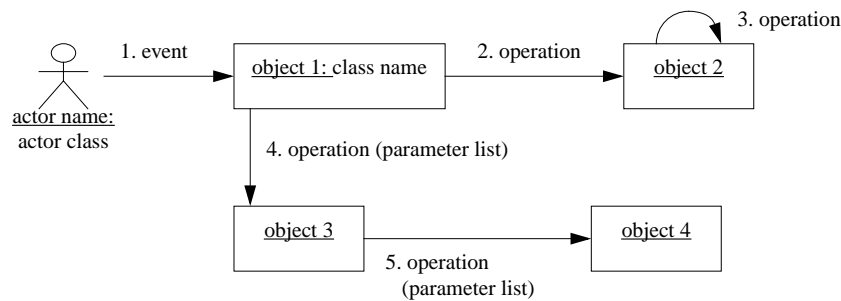 3. operation
1. event
2. operation
object 1: class name
object 2
actor name:
actor class
4. operation (parameter list)
object 3
object 4
5. operation
(parameter list)